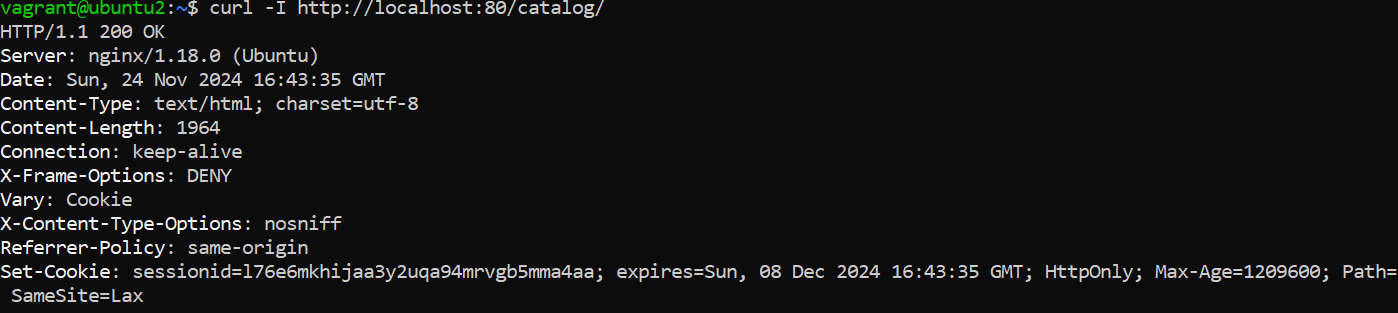 vagrant@ubuntu2:~$ curl -I http://localhost:80/catalog/
HTTP/1.1 200 OK
Server: nginx/1.18.0 (Ubuntu)
Date: Sun, 24 Nov 2024 16:43:35 GMT
Content-Type: text/html; charset=utf-8
Content-Length: 1964
Connection: keep-alive
X-Frame-Options: DENY
Vary: Cookie
X-Content-Type-Options: nosniff
Referrer-Policy: same-origin
Set-Cookie: sessionid=l76e6mkhijaa3y2uqa94mrvgb5mma4aa; expires=Sun, 08 Dec 2024 16:43:35 GMT; HttpOnly; Max-Age=1209600; Path=
SameSite=Lax